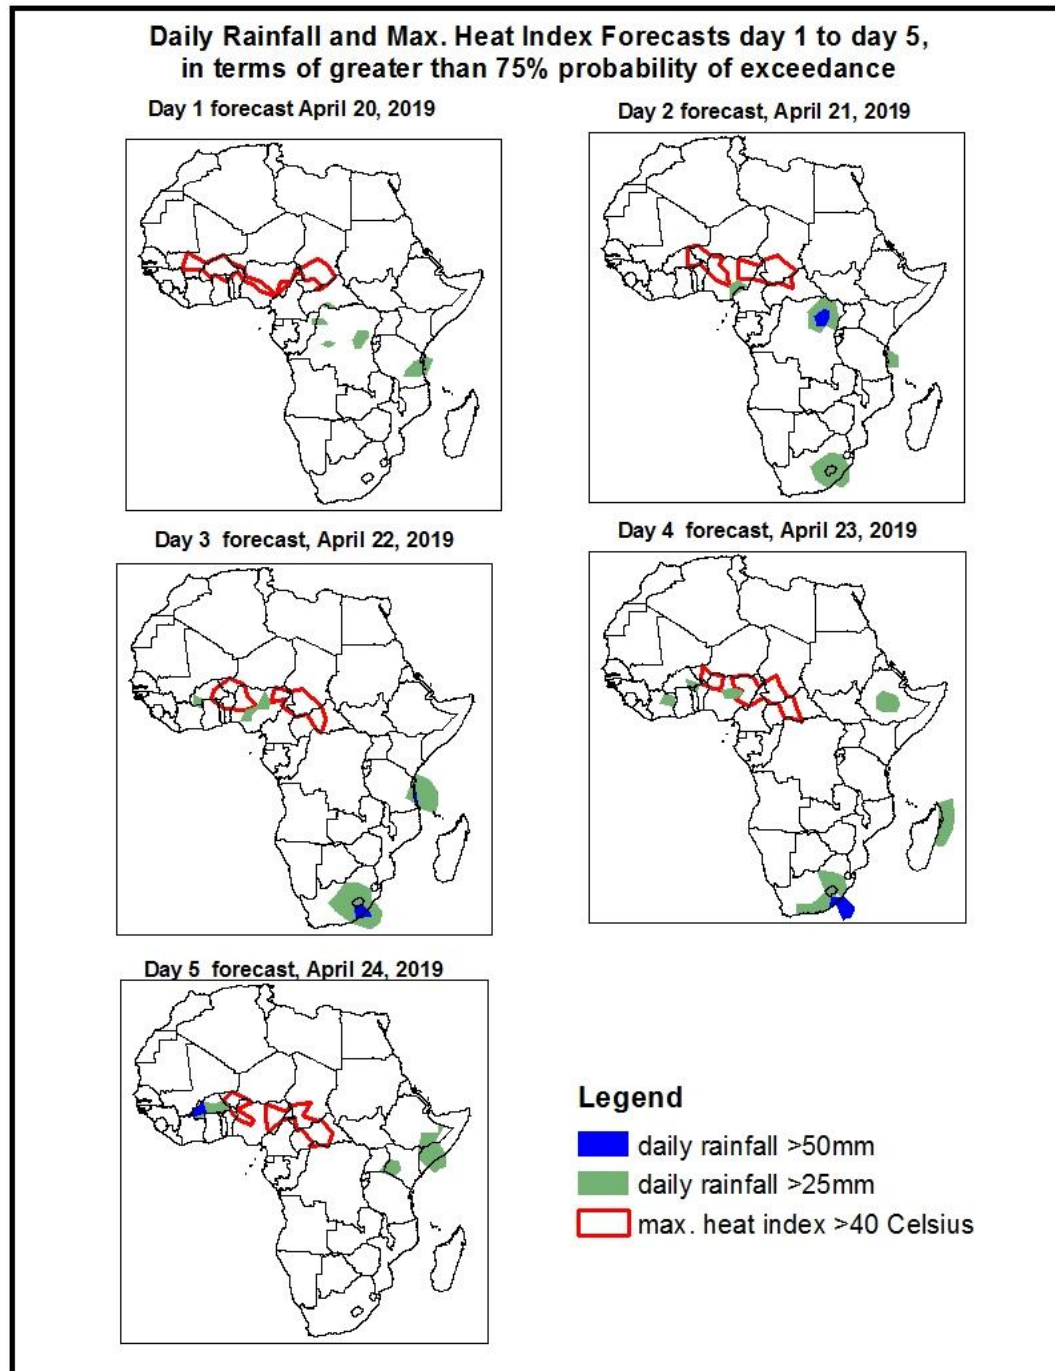 Daily Rainfall and Max. Heat Index Forecasts day 1 to day 5,
in terms of greater than 75% probability of exceedance
Day 1 forecast April 20, 2019
Day 2 forecast, April 21, 2019
Day 3 forecast, April 22, 2019
Day 4 forecast, April 23, 2019
Day 5 forecast, April 24, 2019
Legend
daily rainfall >50mm
daily rainfall >25mm
max. heat index >40 Celsius